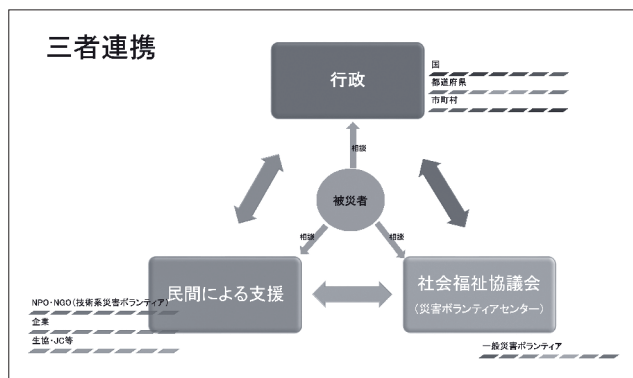 三者連携
行政
国
都道府県
市町村
相談
被災者
相談
相談
民間による支援
社会福祉協議会
（災害ボランティアセンター）
NPO・NGO（技術系災害ボランティア）
企業
生協・JC等
一般災害ボランティア